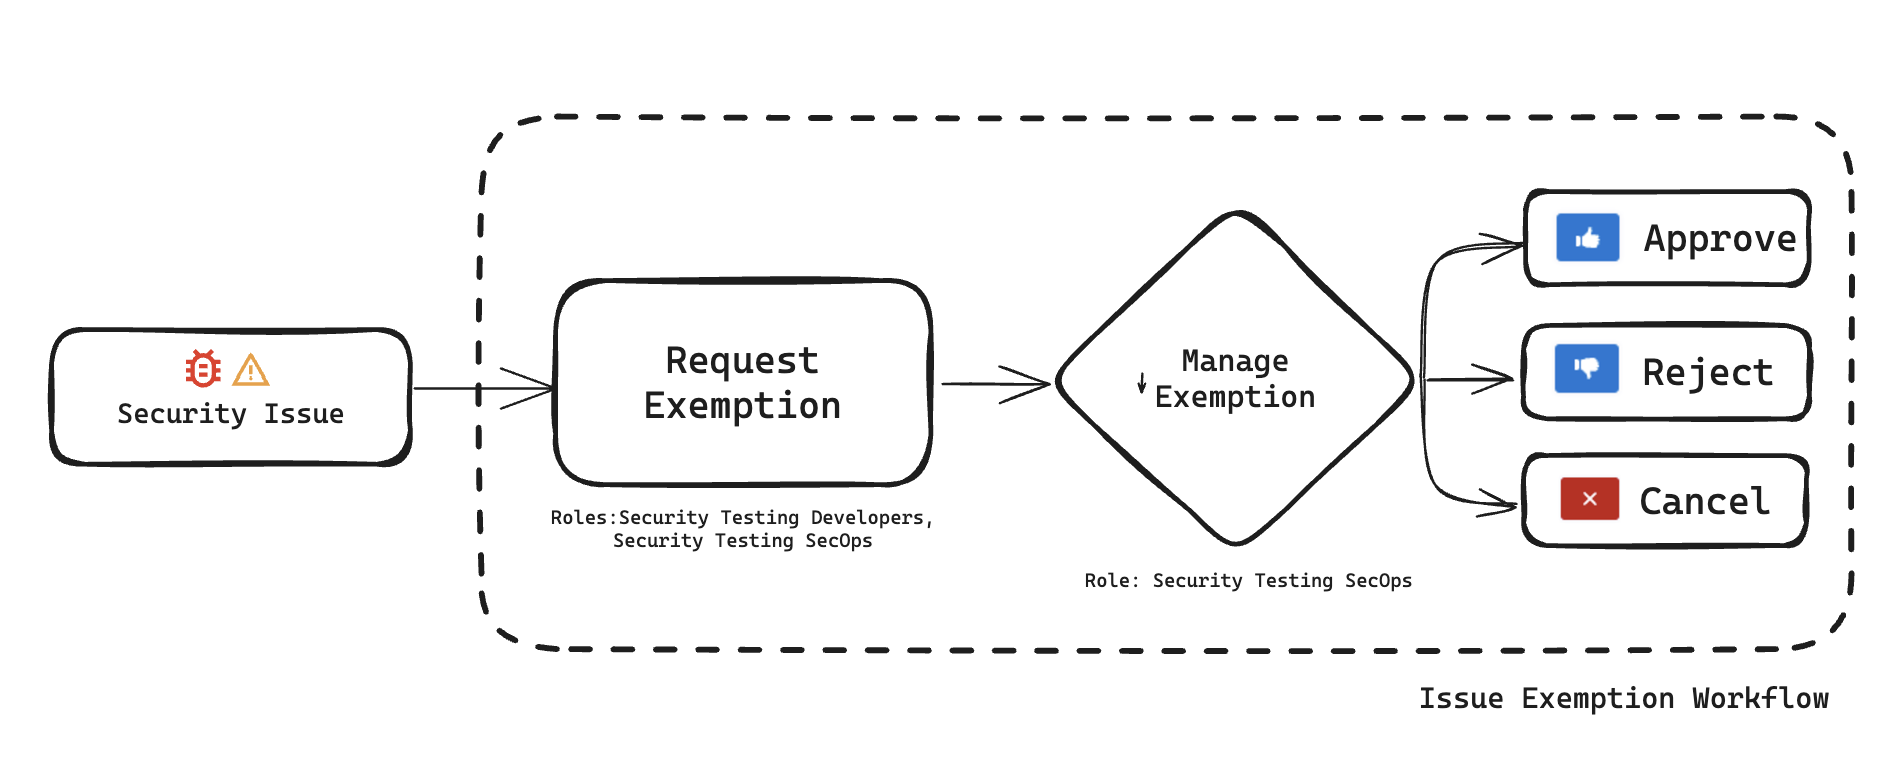 Security Issue
Request
Exemption
Roles:Security Testing Developers,
Security Testing SecOps
Manage
Exemption
Role: Security Testing SecOps
Approve
Reject
Cancel
Issue Exemption Workflow